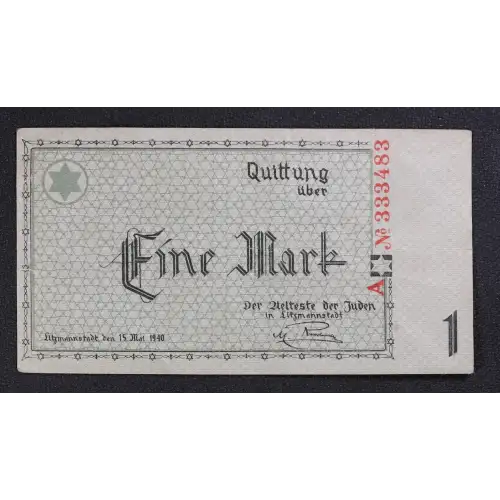 Quittung
über
Eine Mark
Der Aelteste der Juden
in Litzmannstadt
Litzmannstadt den 15. Mai 1940
A № 333483
1